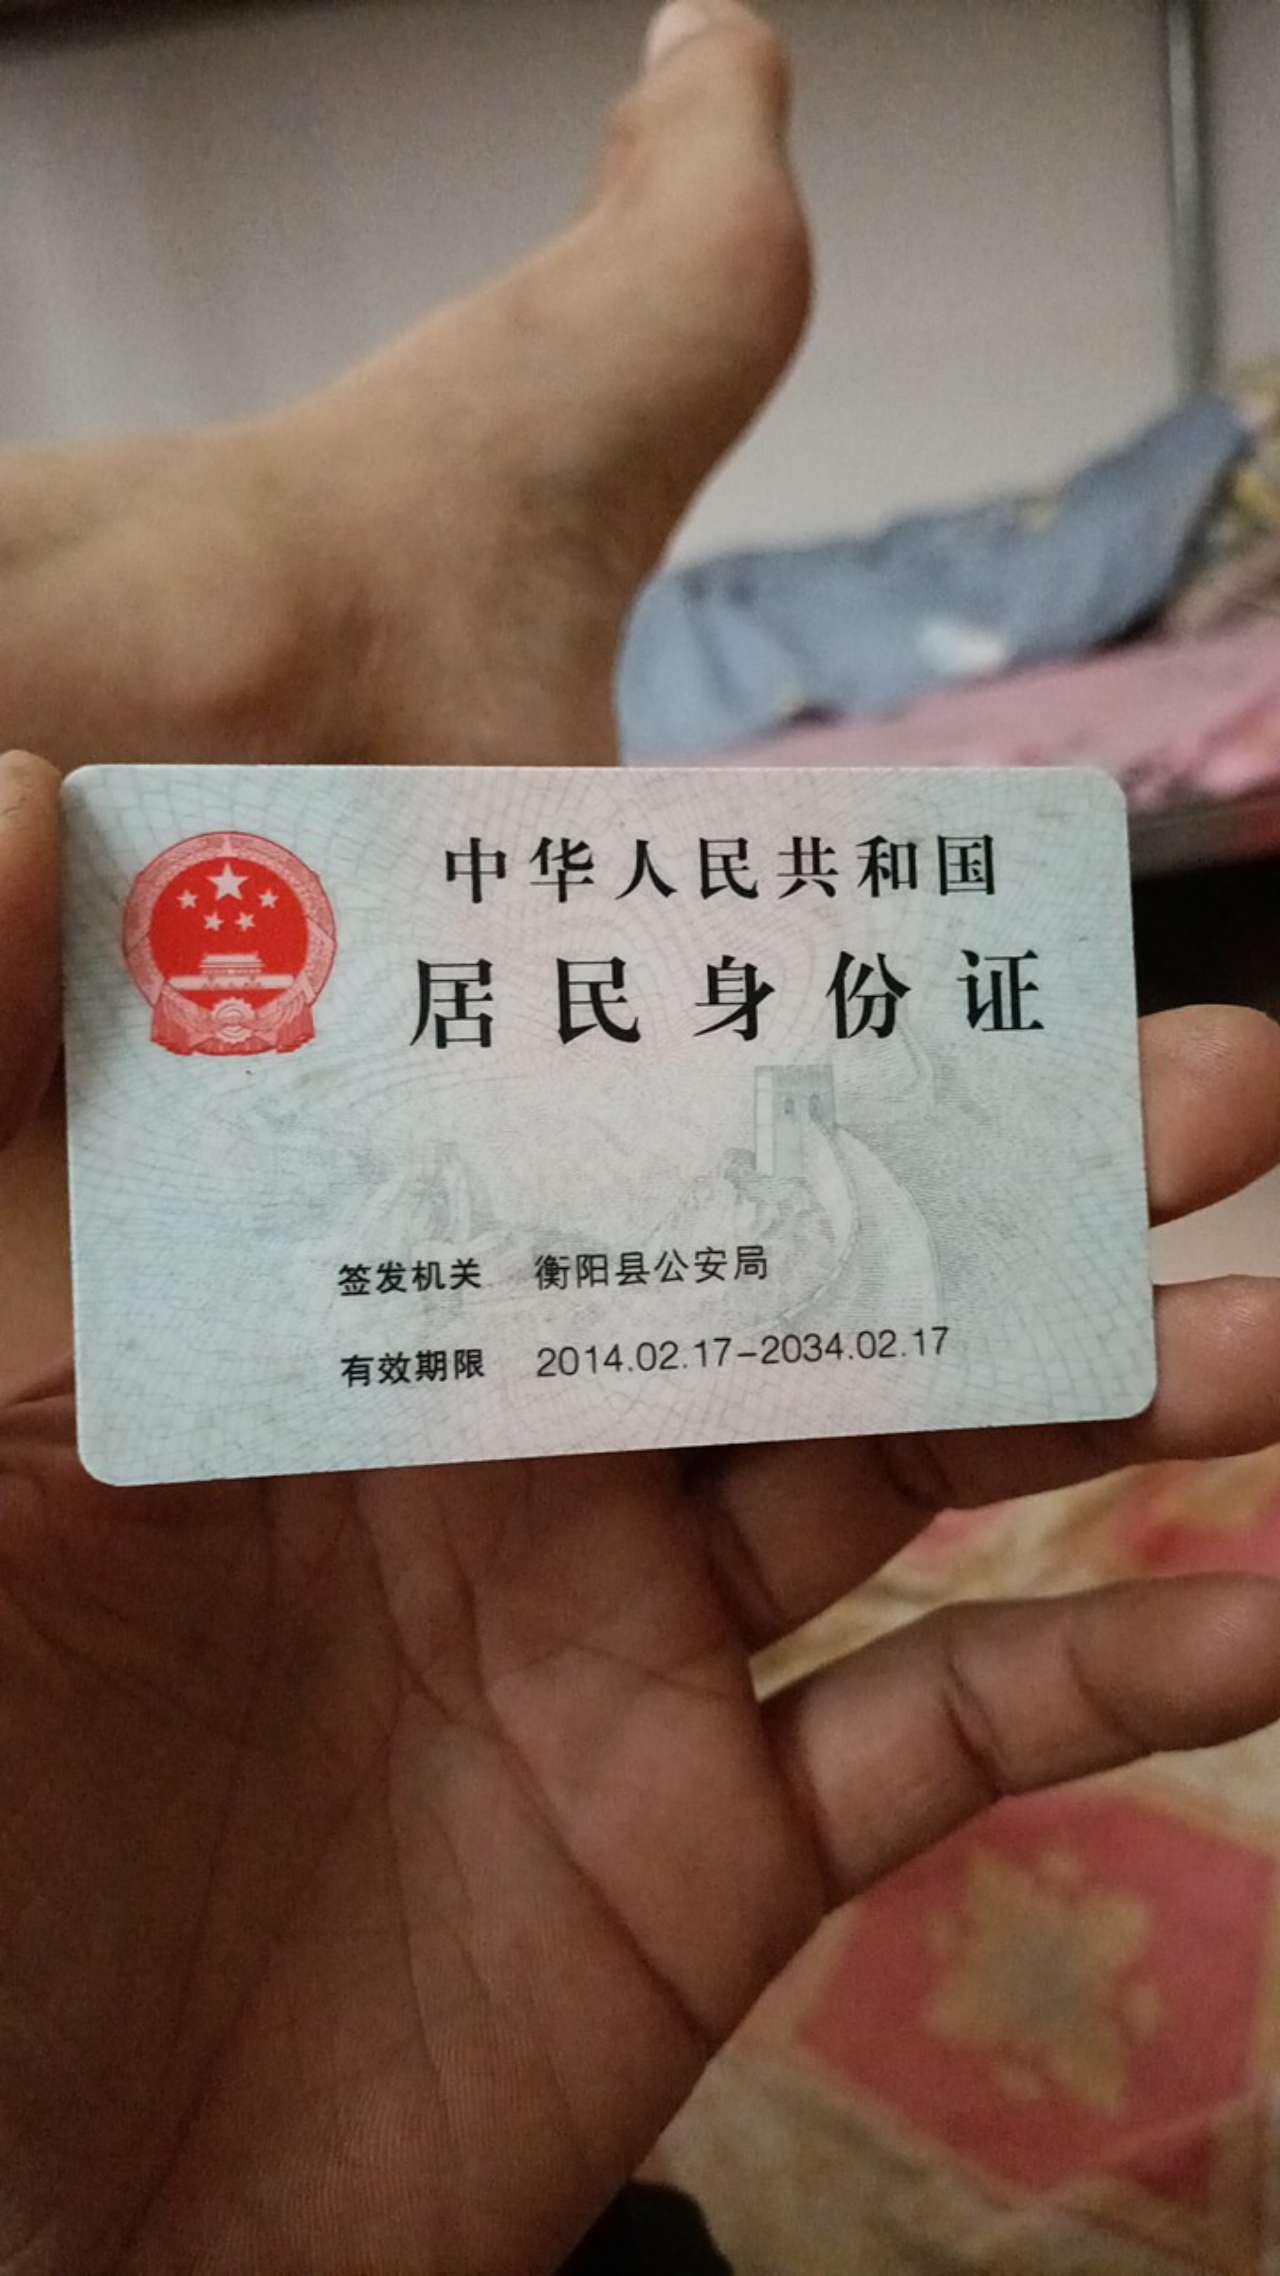 中华人民共和国
居民身份证
签发机关 衡阳县公安局
有效期限 2014.02.17-2034.02.17